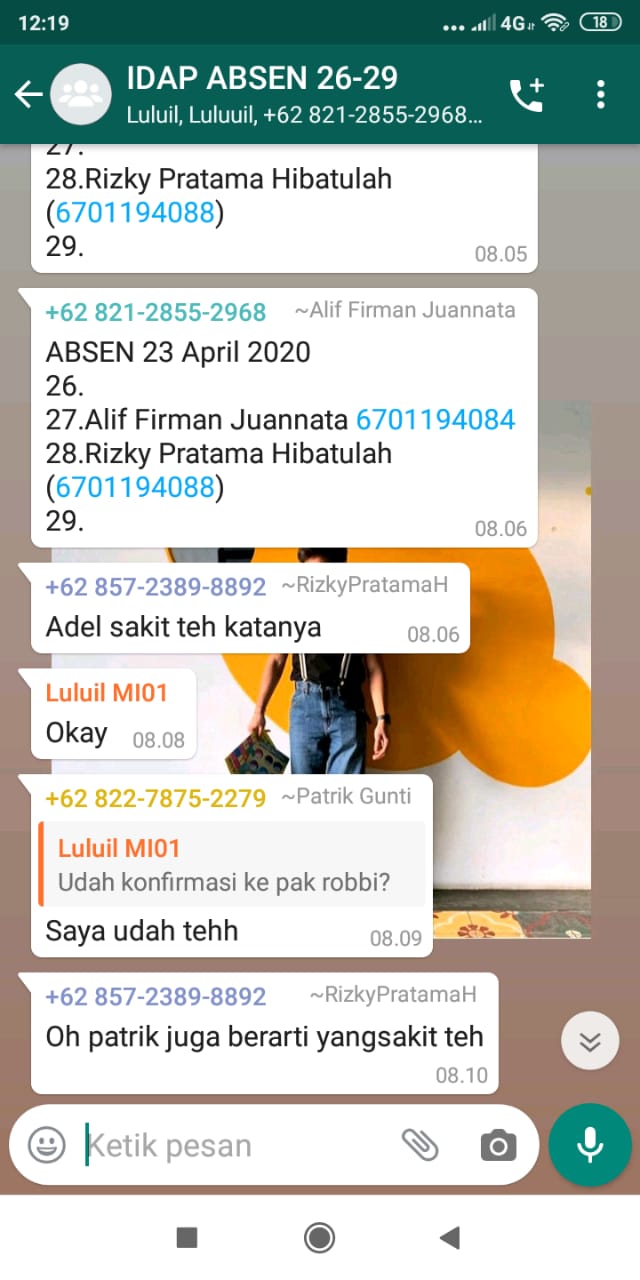 12:19
4G
18
IDAP ABSEN 26-29
Luluil, Luluuil, +62 821-2855-2968...
27.
28.Rizky Pratama Hibatulah
(6701194088)
29.
08.05
+62 821-2855-2968 ~Alif Firman Juannata
ABSEN 23 April 2020
26.
27.Alif Firman Juannata 6701194084
28.Rizky Pratama Hibatulah
(6701194088)
29.
08.06
+62 857-2389-8892 ~RizkyPratamaH
Adel sakit teh katanya
08.06
Luluil MI01
Okay
08.08
+62 822-7875-2279 ~Patrik Gunti
Luluil MI01
Udah konfirmasi ke pak robbi?
Saya udah tehh
08.09
+62 857-2389-8892 ~RizkyPratamaH
Oh patrik juga berarti yangsakit teh
08.10
Ketik pesan